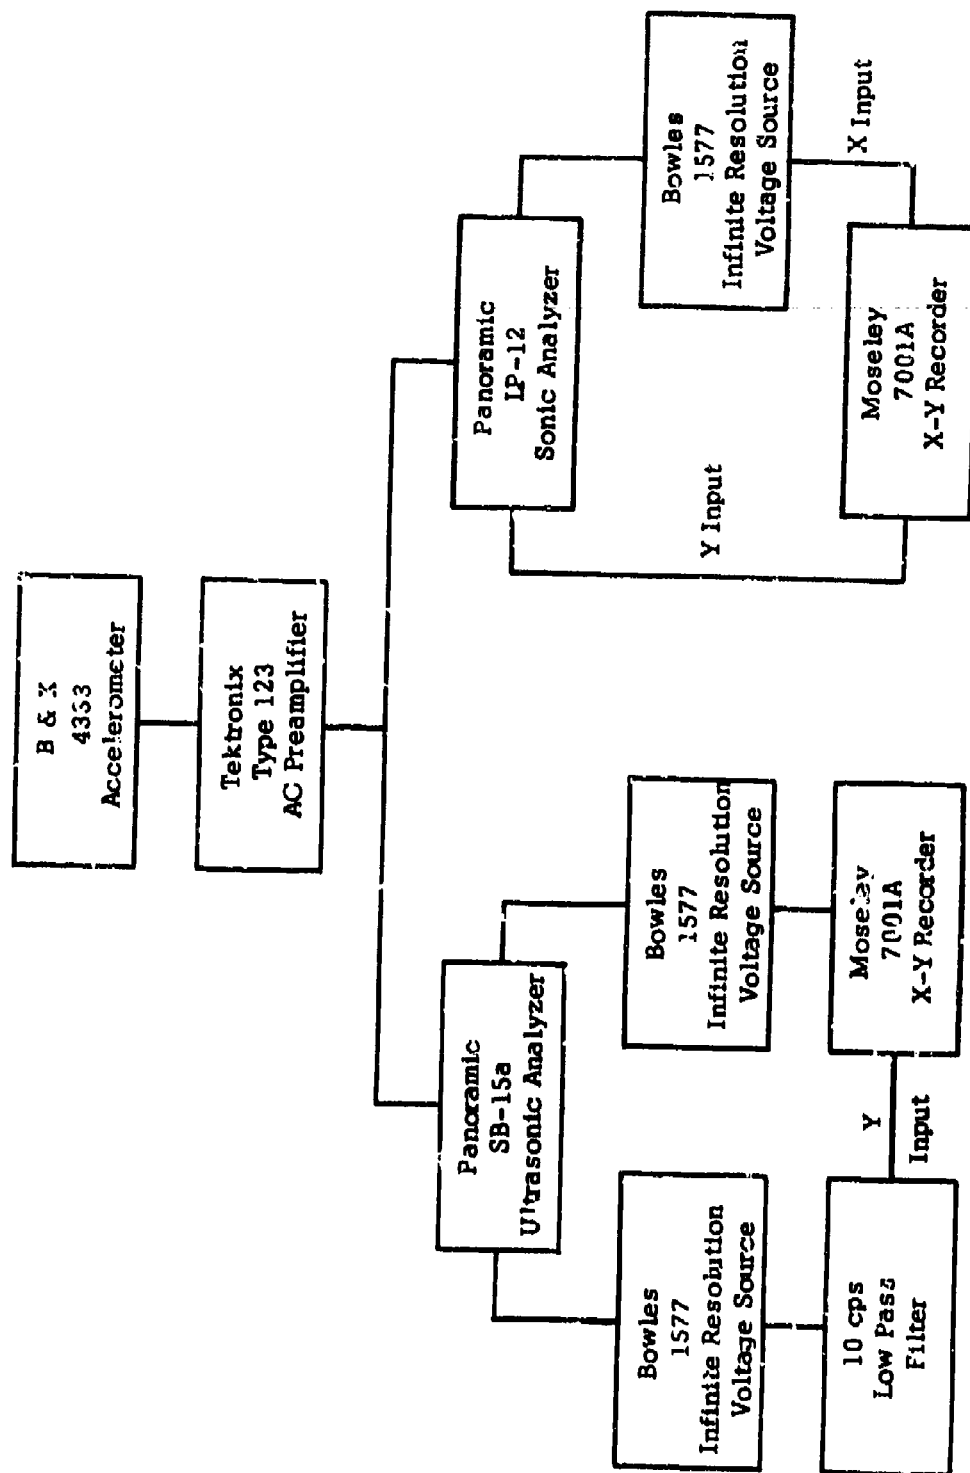 B &
Accelerometer
Tektronix
Type 123
AC Preamplifier
Panoramic
SB-15a
Ultrasonic Analyzer
Panoramic
LP-12
Sonic Analyzer
Bowles
1577
Infinite Resolution
Voltage Source
Bowles
1577
Infinite Resolution
Voltage Source
Bowles
1577
Infinite Resolution
Voltage Source
10 cps
Low Pass
Filter
Y
Input
Moseley
7001A
X-Y Recorder
Y Input
X Input
Moseley
7001A
X-Y Recorder